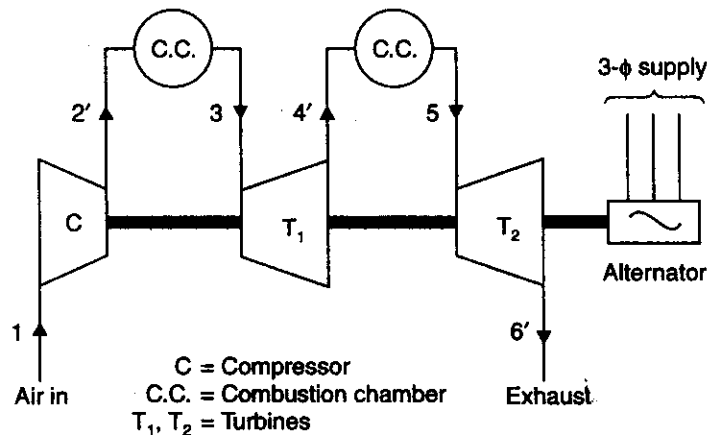 C.C.
C.C.
3-ϕ supply
2′
3
4′
5
C
T₁
T₂
Alternator
1
6′
Air in
Exhaust
C = Compressor
C.C. = Combustion chamber
T₁, T₂ = Turbines